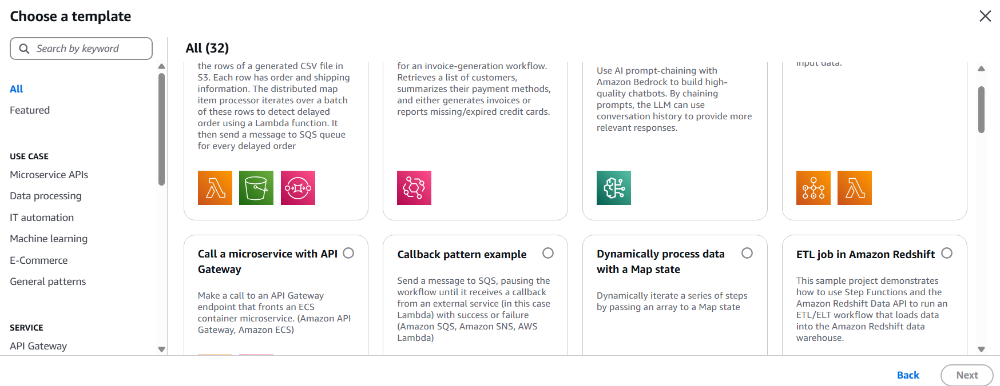 Choose a template
Search by keyword
All
Featured
USE CASE
Microservice APIs
Data processing
IT automation
Machine learning
E-Commerce
General patterns
SERVICE
API Gateway
All (32)
the rows of a generated CSV file in
S3. Each row has order and shipping
information. The distributed map
item processor iterates over a batch
of these rows to detect delayed
order using a Lambda function. It
then send a message to SQS queue
for every delayed order
for an invoice-generation workflow.
Retrieves a list of customers,
summarizes their payment methods,
and either generates invoices or
reports missing/expired credit cards.
Use AI prompt-chaining with
Amazon Bedrock to build high-
quality chatbots. By chaining
prompts, the LLM can use
conversation history to provide more
relevant responses.
input data.
Call a microservice with API
Gateway
Make a call to an API Gateway
endpoint that fronts an ECS
container microservice. (Amazon API
Gateway, Amazon ECS)
Callback pattern example
Send a message to SQS, pausing the
workflow until it receives a callback
from an external service (in this case
Lambda) with success or failure
(Amazon SQS, Amazon SNS, AWS
Lambda)
Dynamically process data
with a Map state
Dynamically iterate a series of steps
by passing an array to a Map state
ETL job in Amazon Redshift
This sample project demonstrates
how to use Step Functions and the
Amazon Redshift Data API to run an
ETL/ELT workflow that loads data
into the Amazon Redshift data
warehouse.
Back
Next